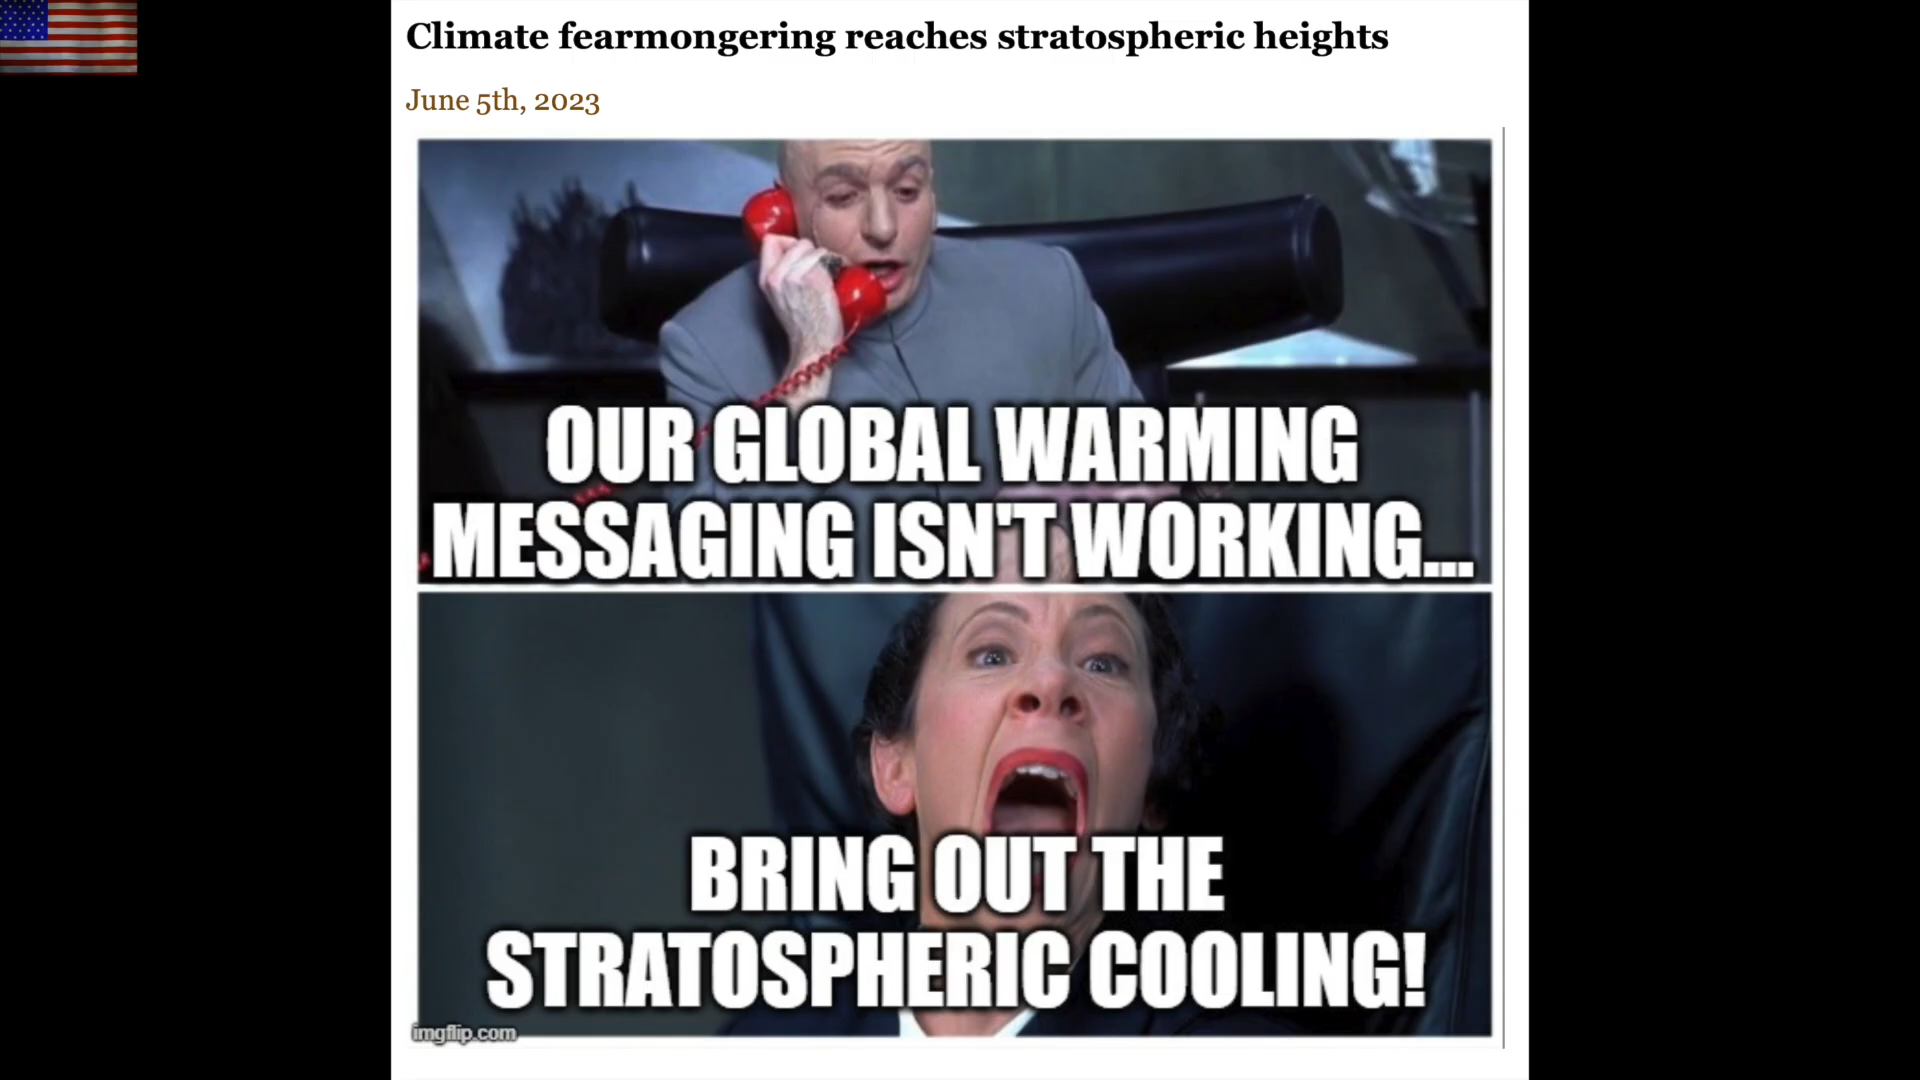 Climate fearmongering reaches stratospheric heights
June 5th, 2023
OUR GLOBAL WARMING
MESSAGING ISN'T WORKING...
BRING OUT THE
STRATOSPHERIC COOLING!
imgflip.com